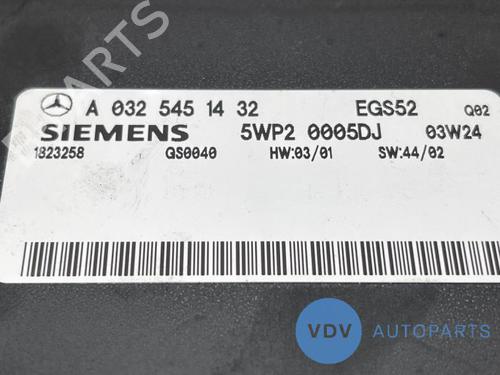 PARTS
A 032 545 14 32 EGS52 Q02
SIEMENS 5WP2 0005DJ 03W24
1823258 GS0040 HW:03/01 SW:44/02
VDV AUTOPARTS